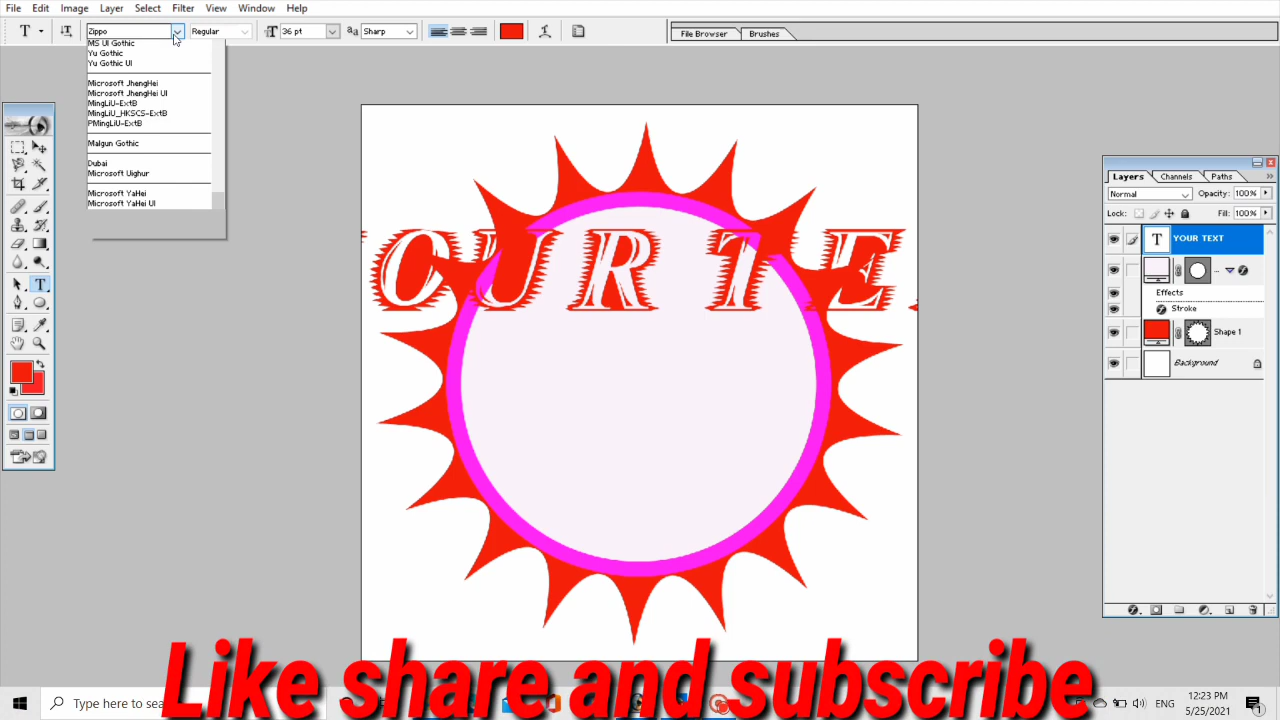 File Edit Image Layer Select Filter View Window Help
T Zippo Regular 36 pt aa Sharp File Browser Brushes
MS UI Gothic
Yu Gothic
Yu Gothic UI
Microsoft JhengHei
Microsoft JhengHei UI
MingLiU-ExtB
MingLiU_HKSCS-ExtB
PMingLiU-ExtB
Malgun Gothic
Dubai
Microsoft Uighur
Microsoft YaHei
Microsoft YaHei UI
OUR TE
Layers Channels Paths
Normal Opacity: 100%
Lock: Fill: 100%
T YOUR TEXT
...
Effects
Stroke
Shape 1
Background
Like share and subscribe
Type here to sea
ENG
12:23 PM
5/25/2021
1